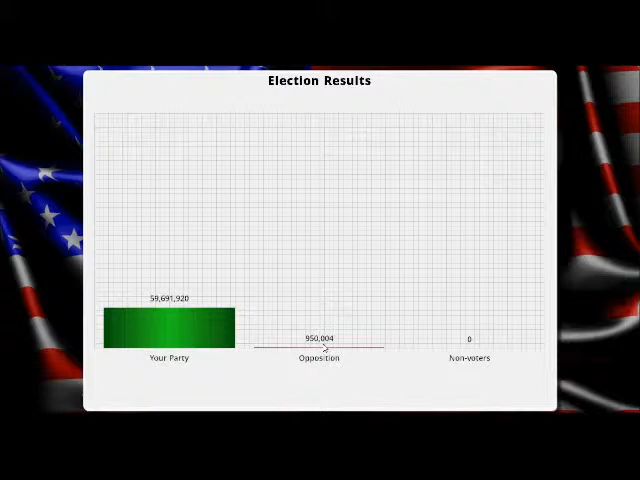 Election Results
59,691,920
950,004
0
Your Party
Opposition
Non-voters